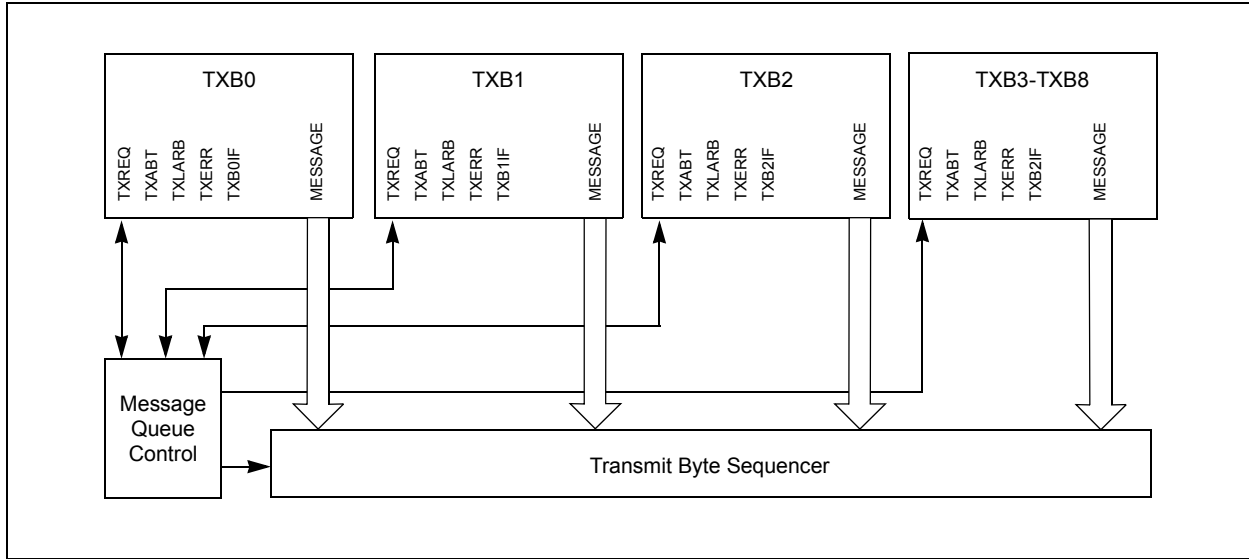 TXB0
TXREQ
TXABT
TXLARB
TXERR
TXB0IF
MESSAGE
TXB1
TXREQ
TXABT
TXLARB
TXERR
TXB1IF
MESSAGE
TXB2
TXREQ
TXABT
TXLARB
TXERR
TXB2IF
MESSAGE
TXB3-TXB8
TXREQ
TXABT
TXLARB
TXERR
TXB2IF
MESSAGE
Message
Queue
Control
Transmit Byte Sequencer